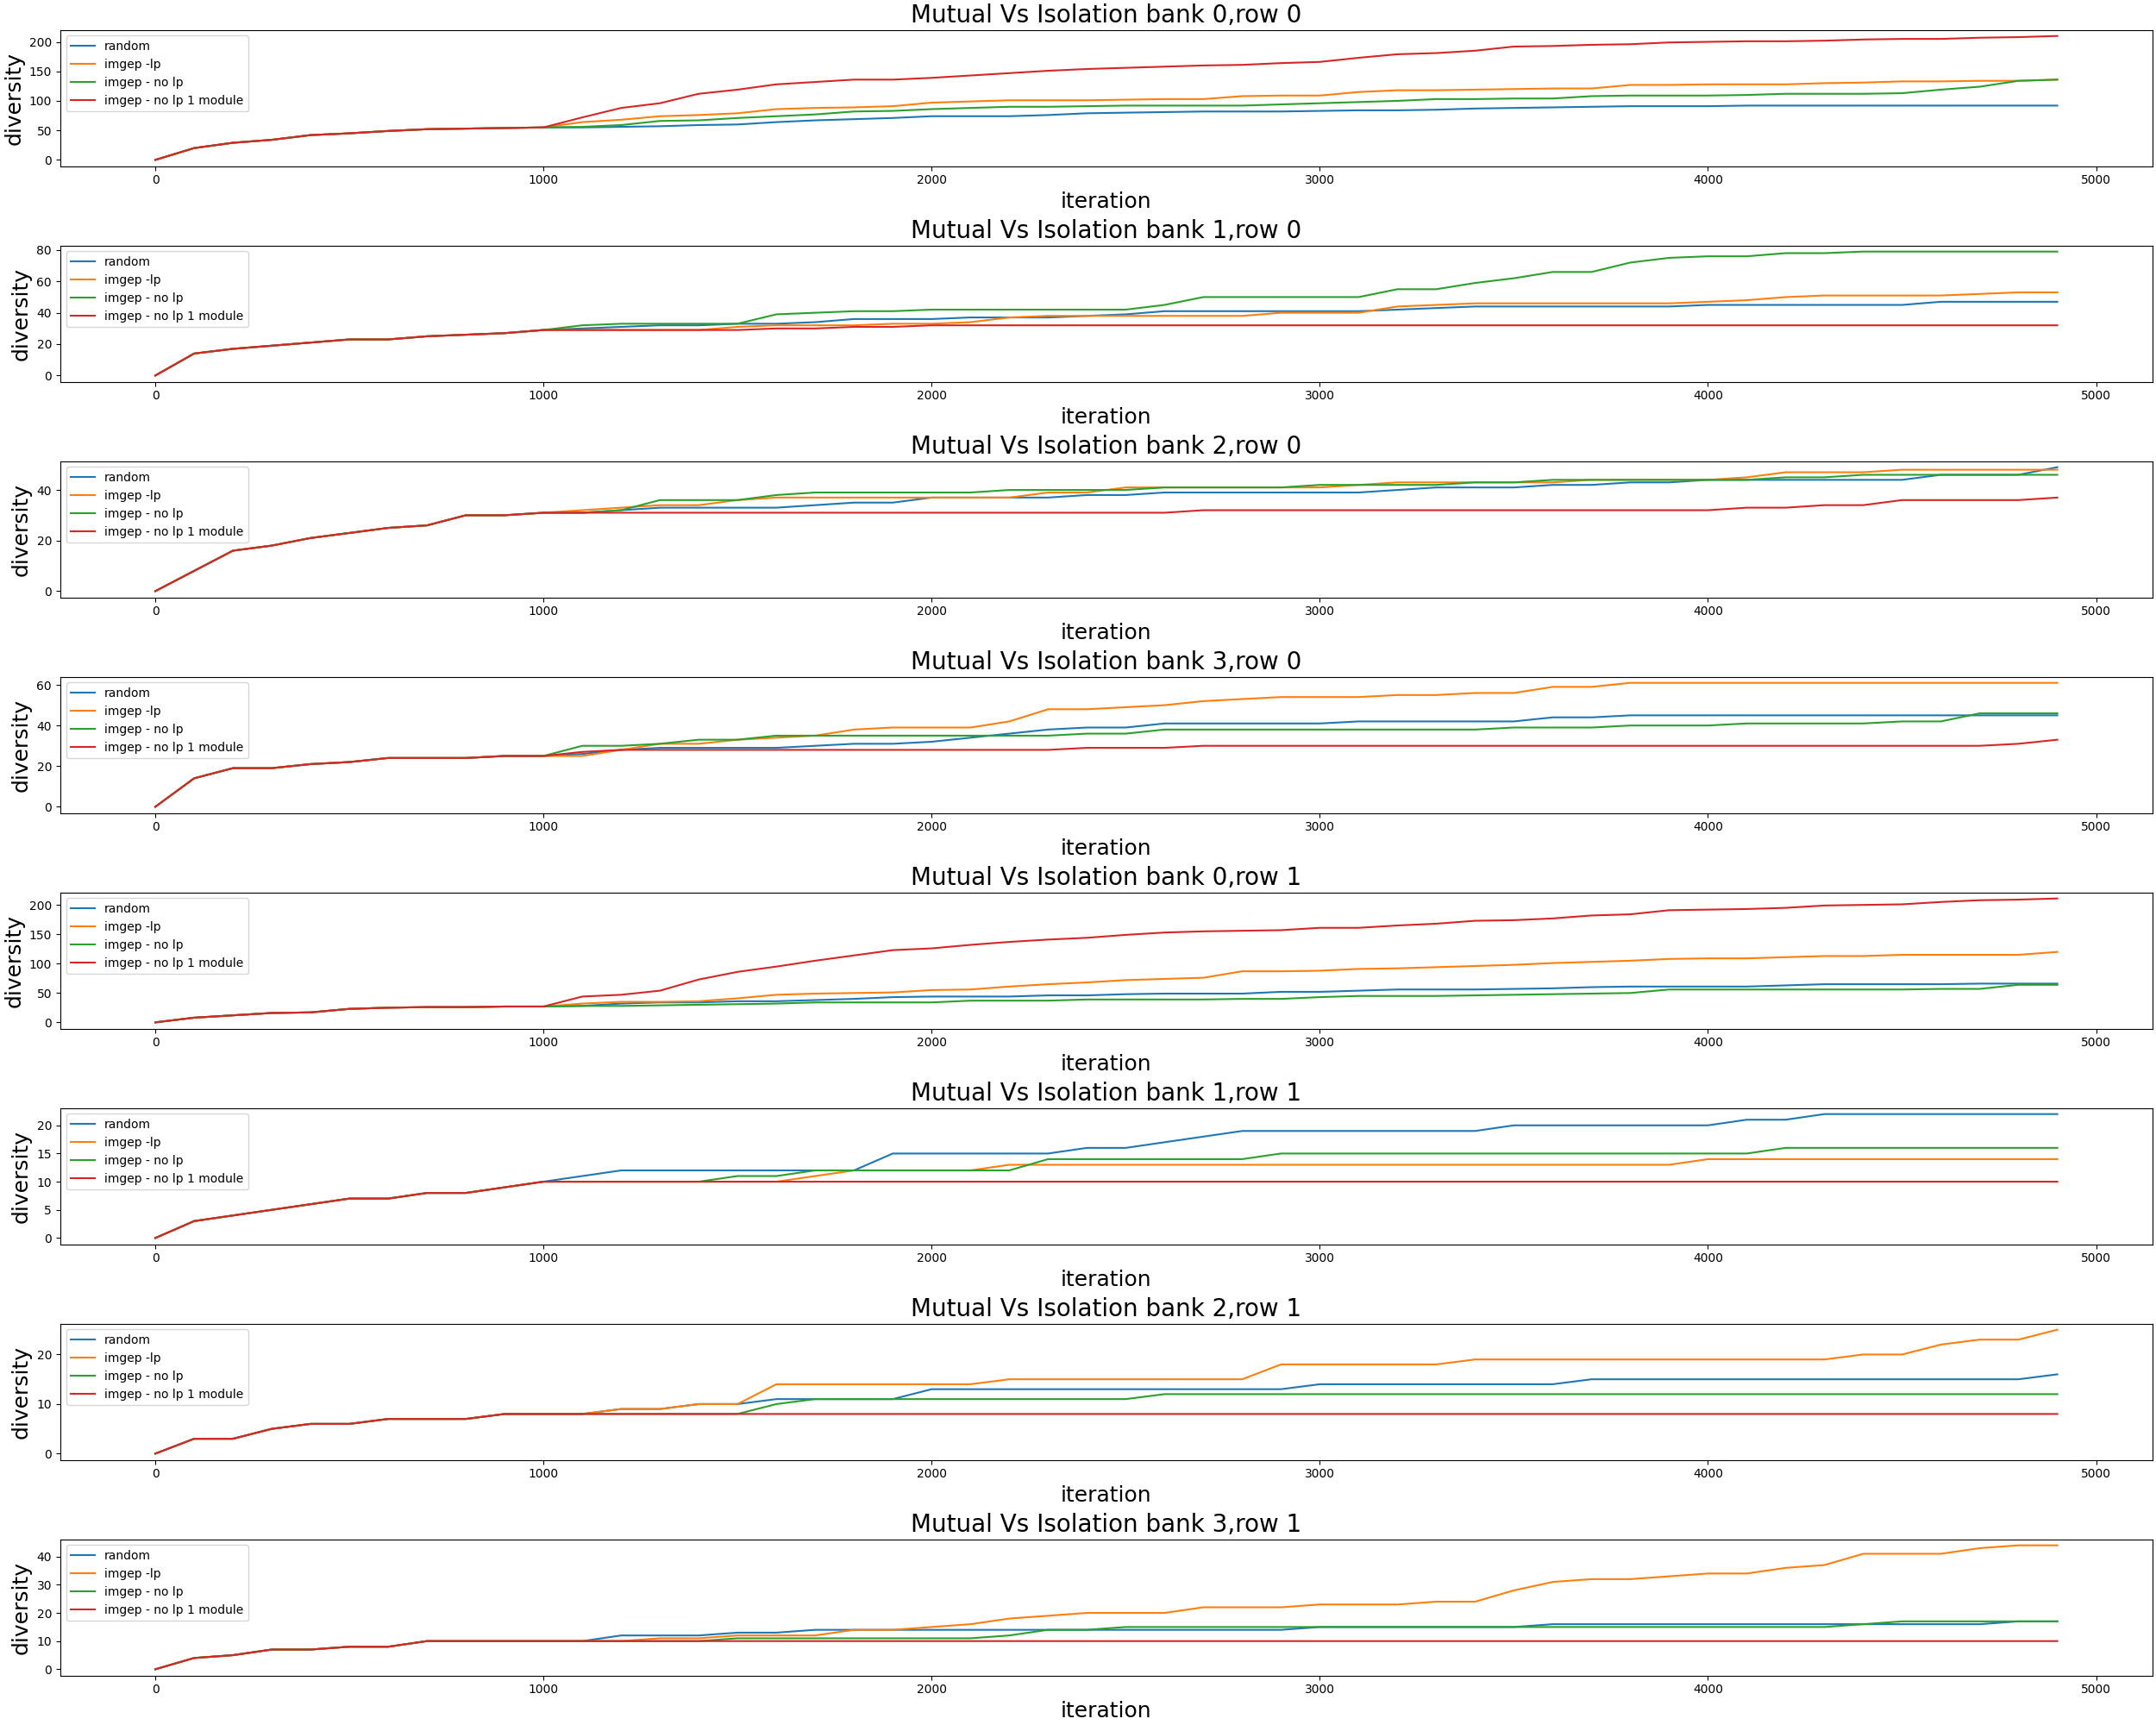 Mutual Vs Isolation bank 0,row 0
diversity
200
150
100
50
0
random
imgep -lp
imgep - no lp
imgep - no lp 1 module
0 1000 2000 3000 4000 5000
iteration
Mutual Vs Isolation bank 1,row 0
diversity
80
60
40
20
0
random
imgep -lp
imgep - no lp
imgep - no lp 1 module
0 1000 2000 3000 4000 5000
iteration
Mutual Vs Isolation bank 2,row 0
diversity
40
20
0
random
imgep -lp
imgep - no lp
imgep - no lp 1 module
0 1000 2000 3000 4000 5000
iteration
Mutual Vs Isolation bank 3,row 0
diversity
60
40
20
0
random
imgep -lp
imgep - no lp
imgep - no lp 1 module
0 1000 2000 3000 4000 5000
iteration
Mutual Vs Isolation bank 0,row 1
diversity
200
150
100
50
0
random
imgep -lp
imgep - no lp
imgep - no lp 1 module
0 1000 2000 3000 4000 5000
iteration
Mutual Vs Isolation bank 1,row 1
diversity
20
15
10
5
0
random
imgep -lp
imgep - no lp
imgep - no lp 1 module
0 1000 2000 3000 4000 5000
iteration
Mutual Vs Isolation bank 2,row 1
diversity
20
10
0
random
imgep -lp
imgep - no lp
imgep - no lp 1 module
0 1000 2000 3000 4000 5000
iteration
Mutual Vs Isolation bank 3,row 1
diversity
40
30
20
10
0
random
imgep -lp
imgep - no lp
imgep - no lp 1 module
0 1000 2000 3000 4000 5000
iteration